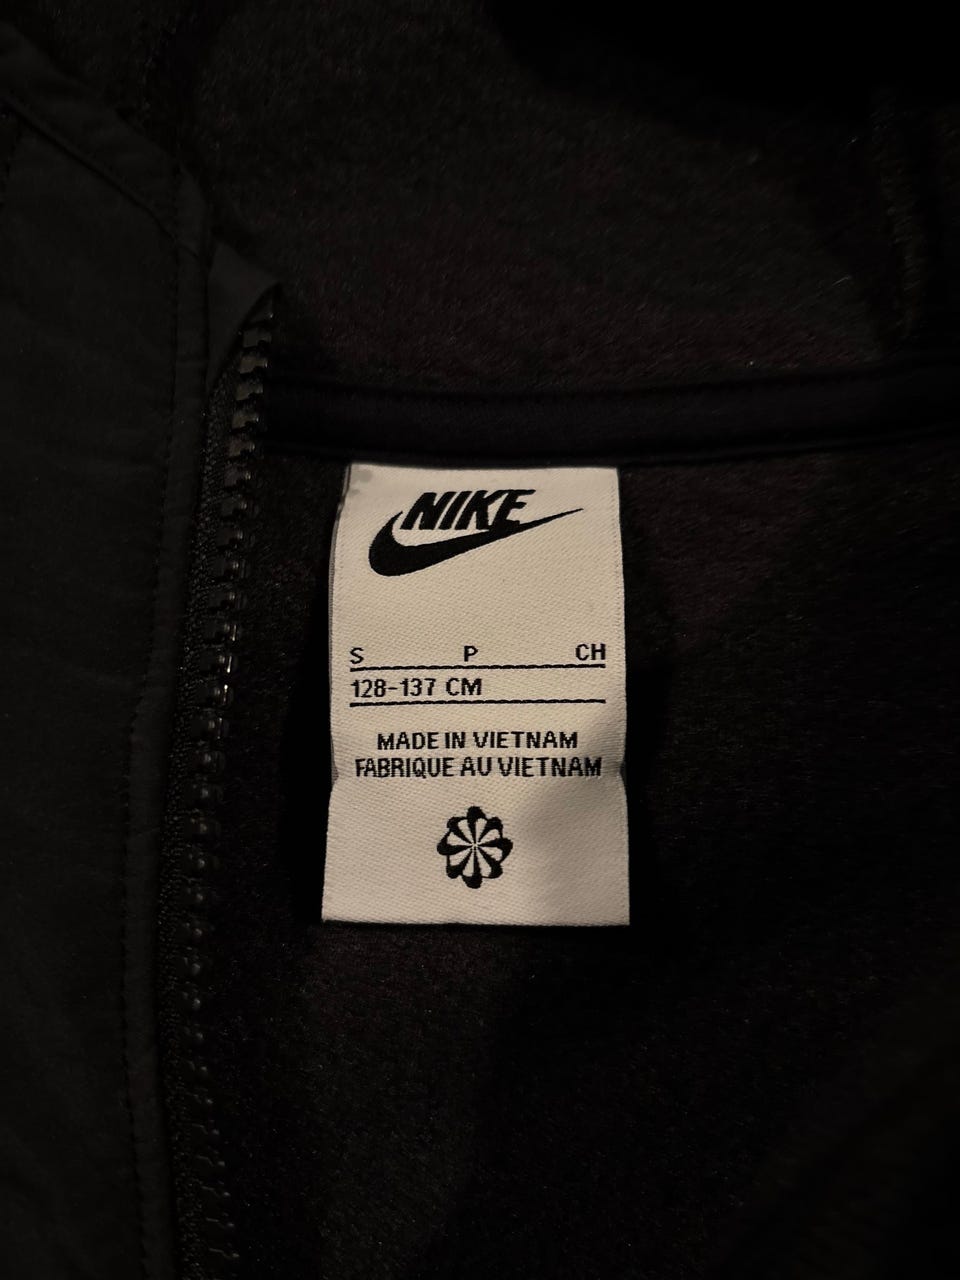 NIKE
S P CH
128-137 CM
MADE IN VIETNAM
FABRIQUE AU VIETNAM